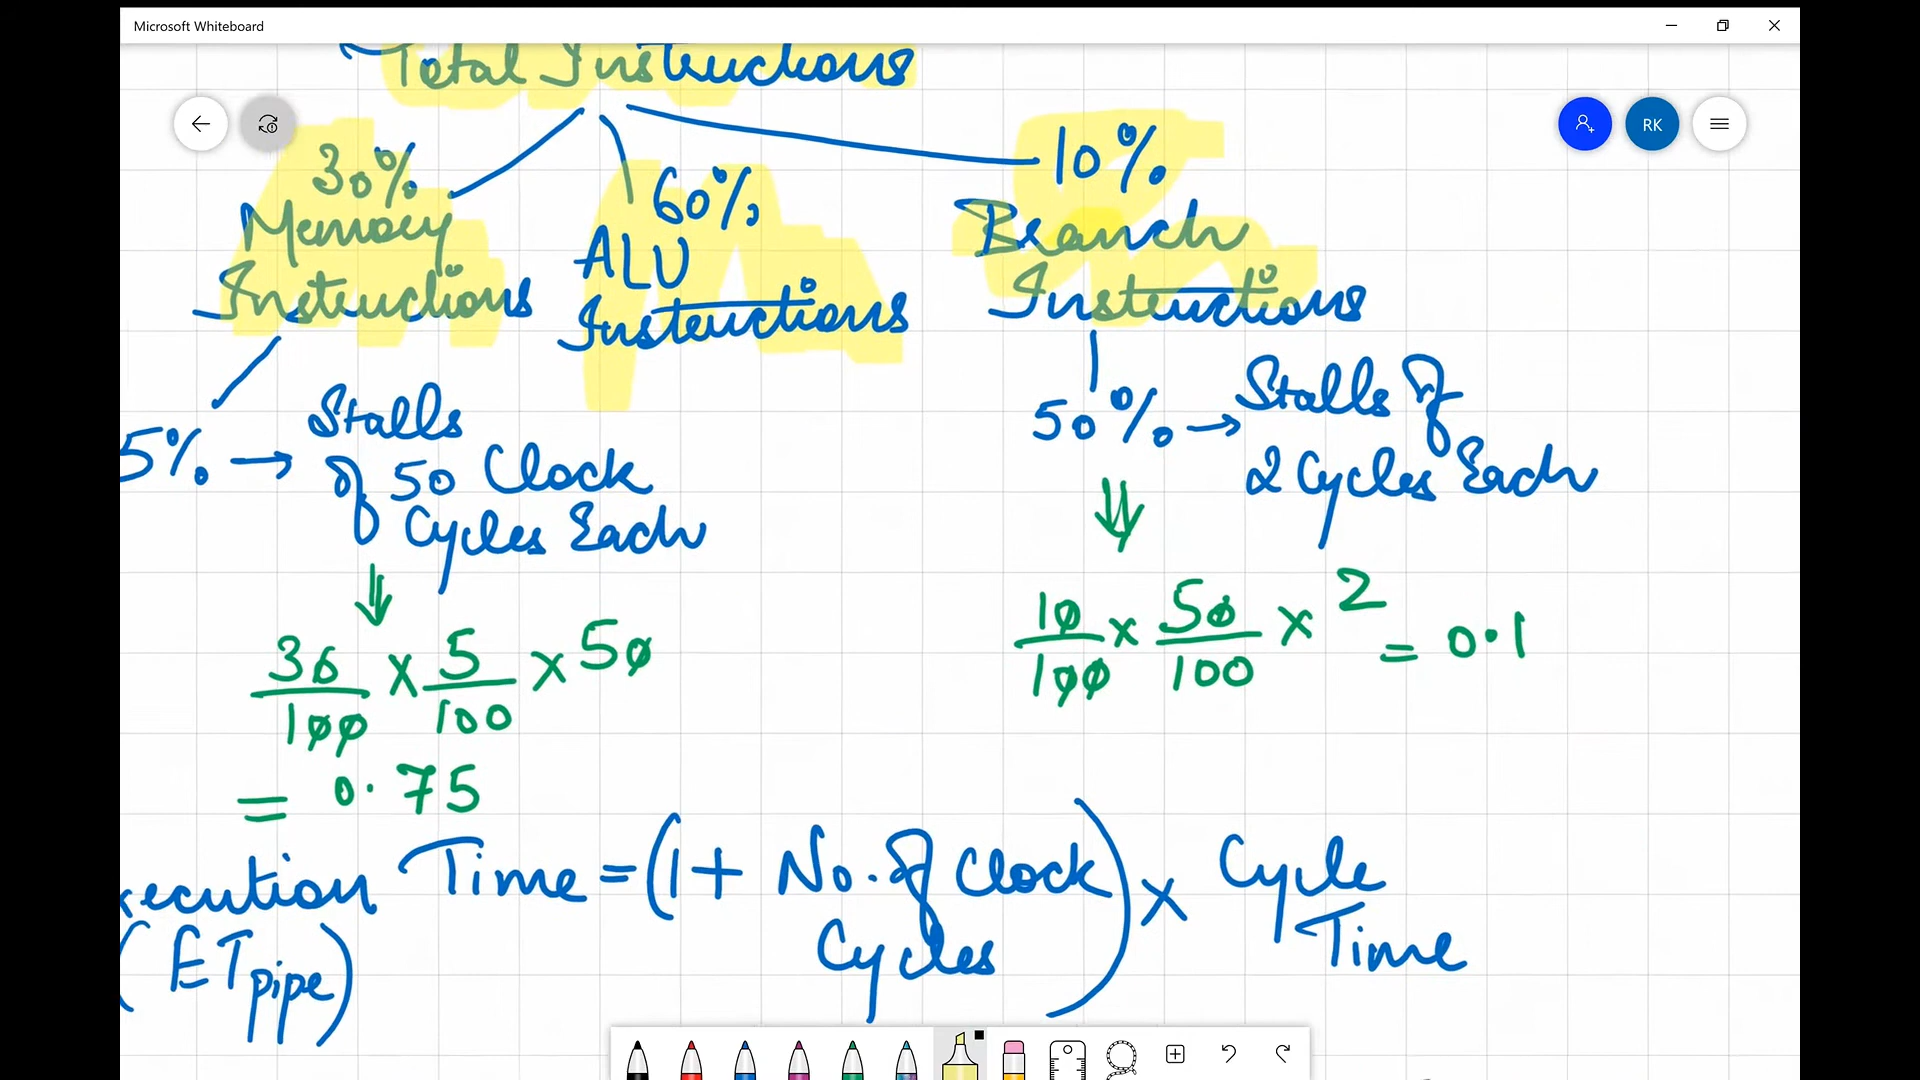 Microsoft Whiteboard
Total Instructions
RK
30%
Memory
Instructions
60%
ALU
Instructions
10%
Branch
Instructions
5% → Stalls
of 50 Clock
Cycles Each
50% → Stalls of
2 Cycles Each
30/100 × 5/100 × 50
= 0.75
10/100 × 50/100 × 2 = 0.1
xecution Time = (1 + No. of Clock Cycles) × Cycle Time
(ETpipe)